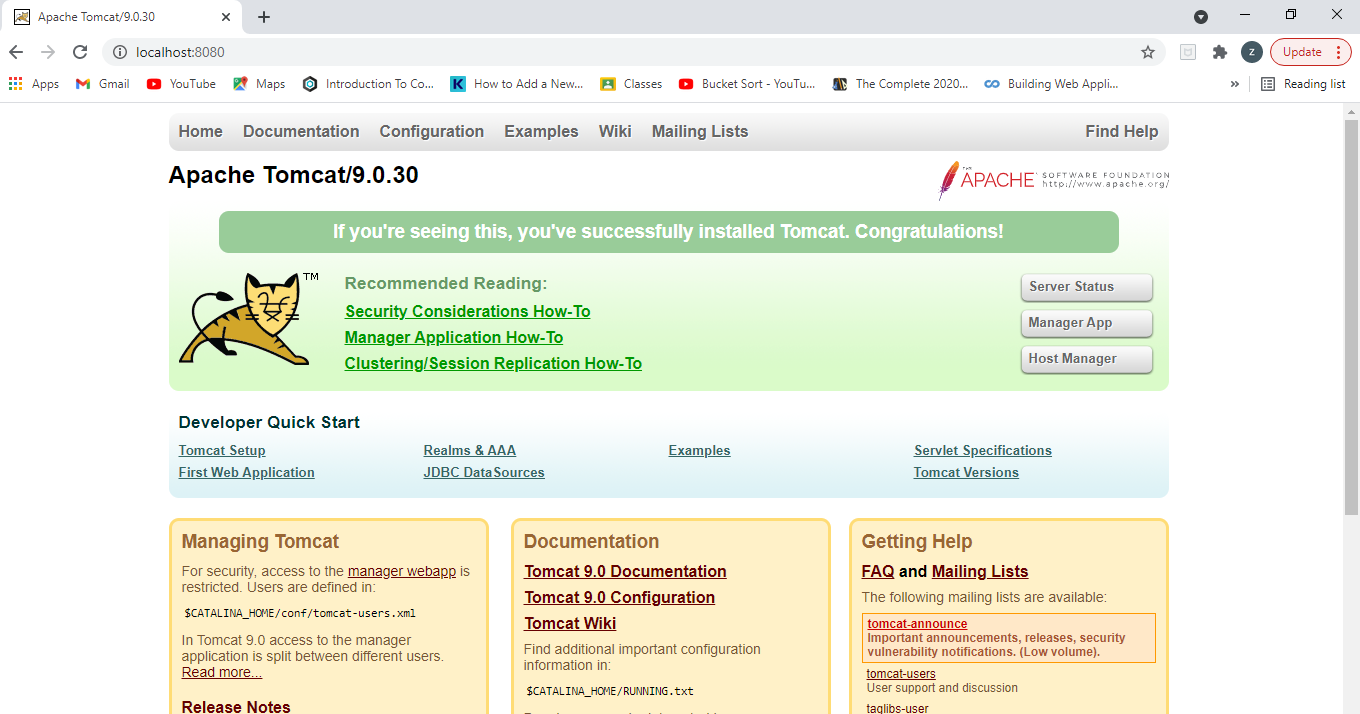 Apache Tomcat/9.0.30
localhost:8080
Z
Update
Apps
Gmail
YouTube
Maps
Introduction To Co...
How to Add a New...
Classes
Bucket Sort - YouTu...
The Complete 2020...
Building Web Appli...
»
Reading list
Home Documentation Configuration Examples Wiki Mailing Lists Find Help
Apache Tomcat/9.0.30
THE
APACHE
SOFTWARE FOUNDATION
http://www.apache.org/
If you're seeing this, you've successfully installed Tomcat. Congratulations!
TM
Recommended Reading:
Security Considerations How-To
Manager Application How-To
Clustering/Session Replication How-To
Server Status
Manager App
Host Manager
Developer Quick Start
Tomcat Setup
First Web Application
Realms & AAA
JDBC DataSources
Examples
Servlet Specifications
Tomcat Versions
Managing Tomcat
For security, access to the manager webapp is
restricted. Users are defined in:
$CATALINA_HOME/conf/tomcat-users.xml
In Tomcat 9.0 access to the manager
application is split between different users.
Read more...
Release Notes
Documentation
Tomcat 9.0 Documentation
Tomcat 9.0 Configuration
Tomcat Wiki
Find additional important configuration
information in:
$CATALINA_HOME/RUNNING.txt
Getting Help
FAQ and Mailing Lists
The following mailing lists are available:
tomcat-announce
Important announcements, releases, security
vulnerability notifications. (Low volume).
tomcat-users
User support and discussion
taglibs-user